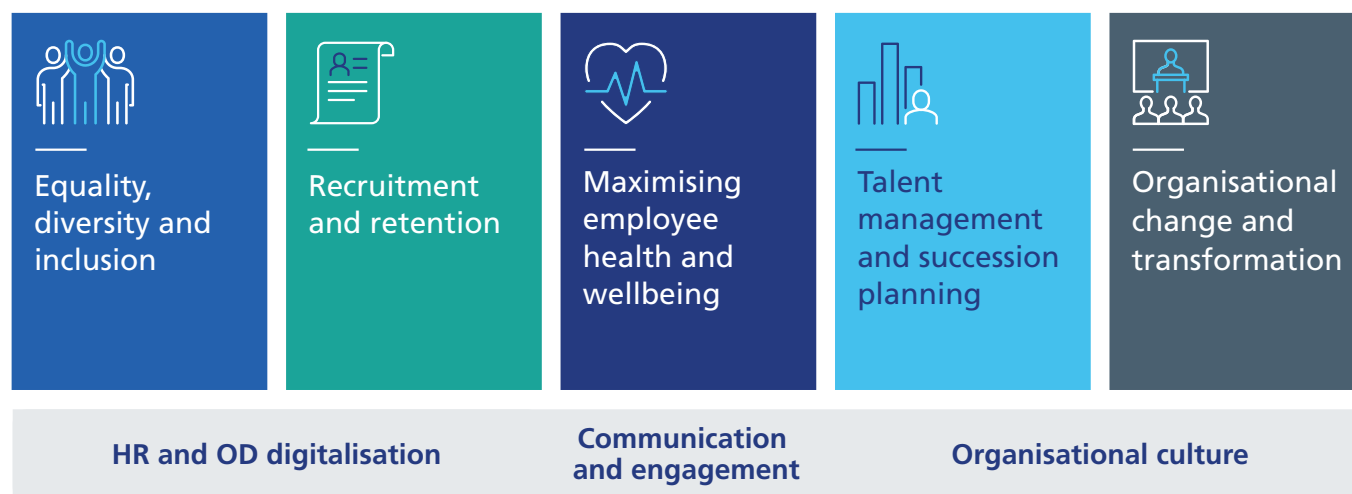 Equality,
diversity and
inclusion
Recruitment
and retention
Maximising
employee
health and
wellbeing
Talent
management
and succession
planning
Organisational
change and
transformation
HR and OD digitalisation
Communication
and engagement
Organisational culture